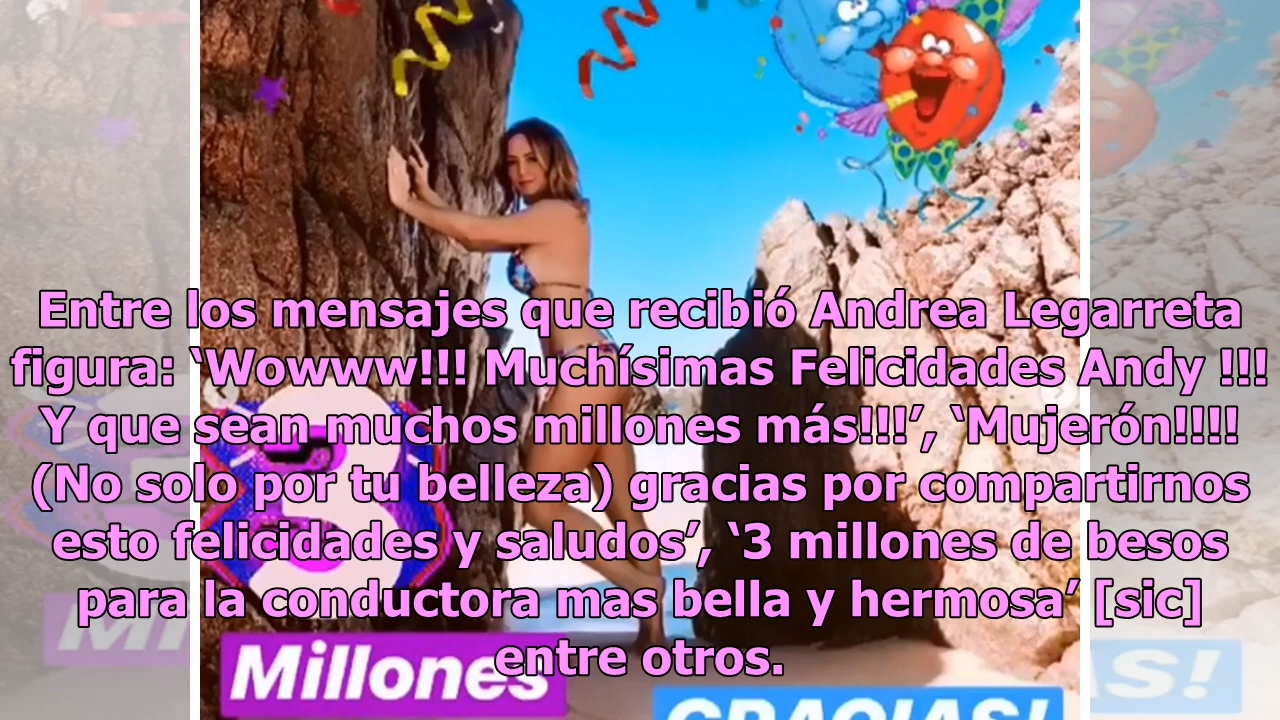 Entre los mensajes que recibió Andrea Legarreta
figura: ‘Wowww!!! Muchísimas Felicidades Andy !!!
Y que sean muchos millones más!!!’, ‘Mujerón!!!!
(No solo por tu belleza) gracias por compartirnos
esto felicidades y saludos’, ‘3 millones de besos
para la conductora mas bella y hermosa’ [sic]
entre otros.
3
Millones
GRACIAS!